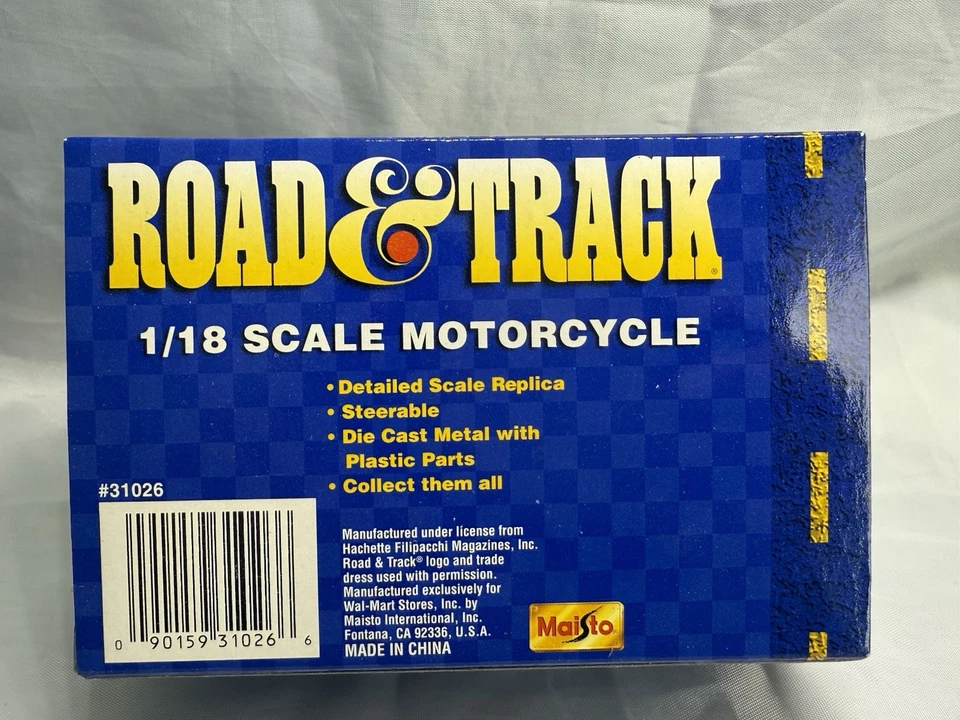 ROAD & TRACK®
1/18 SCALE MOTORCYCLE
• Detailed Scale Replica
• Steerable
• Die Cast Metal with
Plastic Parts
• Collect them all
#31026
0 90159 31026 6
Manufactured under license from
Hachette Filipacchi Magazines, Inc.
Road & Track® logo and trade
dress used with permission.
Manufactured exclusively for
Wal-Mart Stores, Inc. by
Maisto International, Inc.
Fontana, CA 92336, U.S.A.
MADE IN CHINA
Maisto